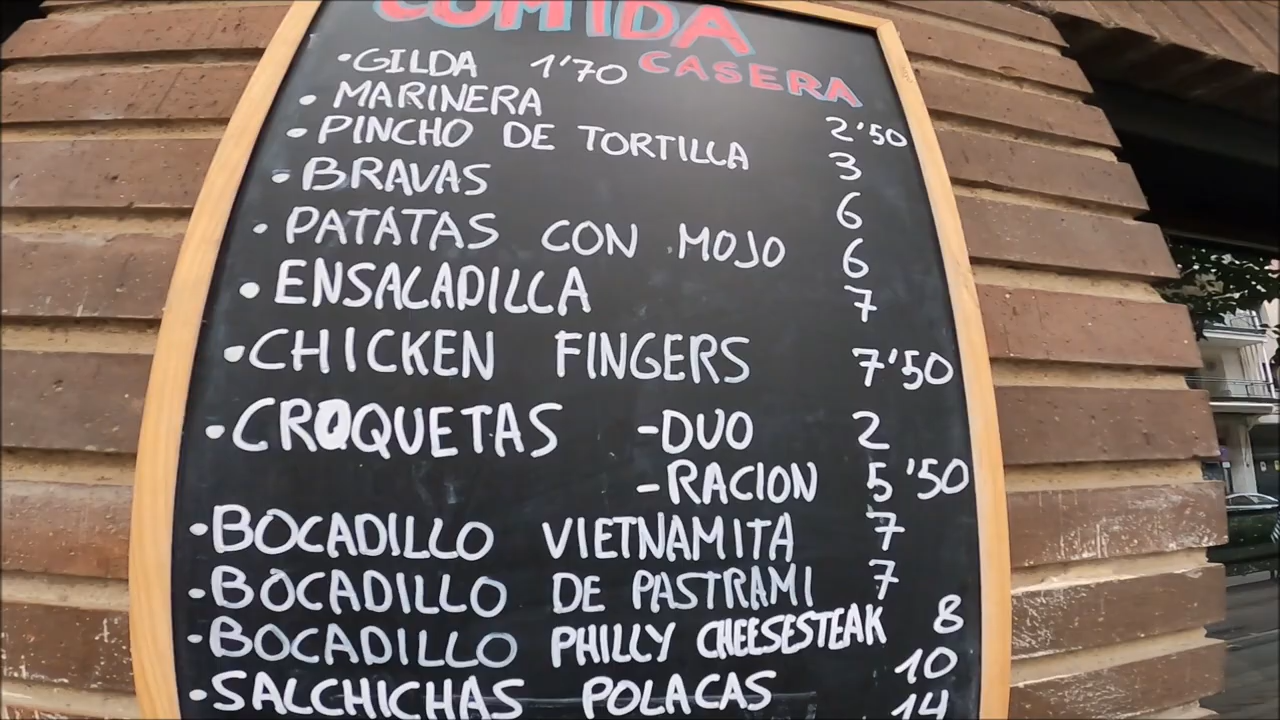 COMIDA
CASERA
·GILDA 1'70
·MARINERA 2'50
·PINCHO DE TORTILLA 3
·BRAVAS 6
·PATATAS CON MOJO 6
·ENSALADILLA 7
·CHICKEN FINGERS 7'50
·CROQUETAS -DUO 2
-RACION 5'50
·BOCADILLO VIETNAMITA 7
·BOCADILLO DE PASTRAMI 7
·BOCADILLO PHILLY CHEESESTEAK 8
·SALCHICHAS POLACAS 10
14